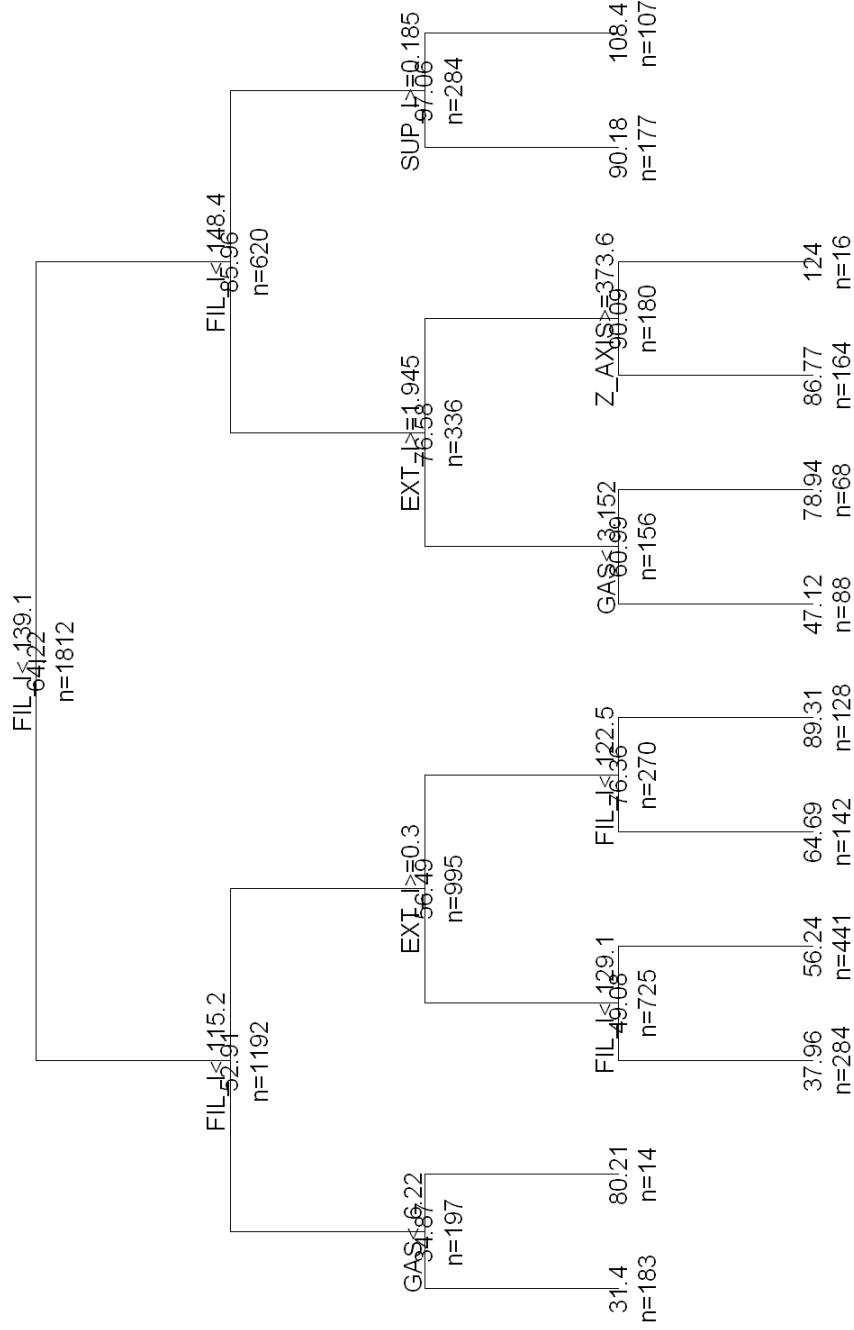 FIL_I< 139.1
64.22
n=1812
FIL_I< 115.2
52.91
n=1192
FIL_I< 148.4
85.96
n=620
GAS< 6.22
34.87
n=197
EXT_I>=0.3
56.49
n=995
EXT_I>=1.945
76.58
n=336
SUP_I>=0.185
97.06
n=284
31.4
n=183
80.21
n=14
FIL_I< 129.1
49.08
n=725
FIL_I< 122.5
76.36
n=270
GAS< 3.152
60.99
n=156
Z_AXIS>=373.6
90.09
n=180
90.18
n=177
108.4
n=107
37.96
n=284
56.24
n=441
64.69
n=142
89.31
n=128
47.12
n=88
78.94
n=68
86.77
n=164
124
n=16